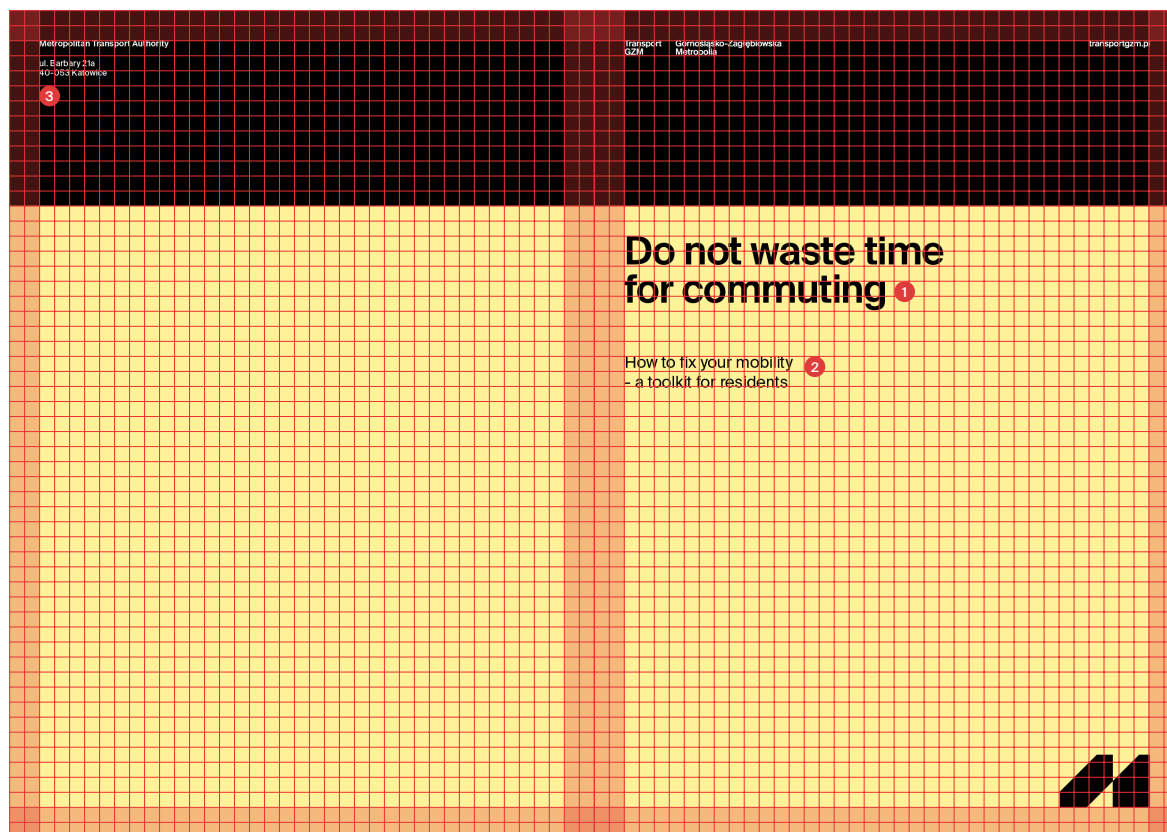 Metropolitan Transport Authority
ul. Barbary 21a
40-053 Katowice
3
Transport
GZM
Górnośląsko-Zagłębiowska
Metropolia
transportgzm.pl
Do not waste time
for commuting 1
How to fix your mobility 2
- a toolkit for residents